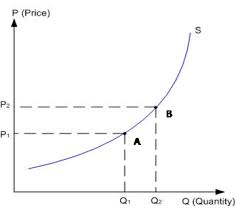 P (Price)
S
P2
B
P1
A
Q1
Q2
Q (Quantity)